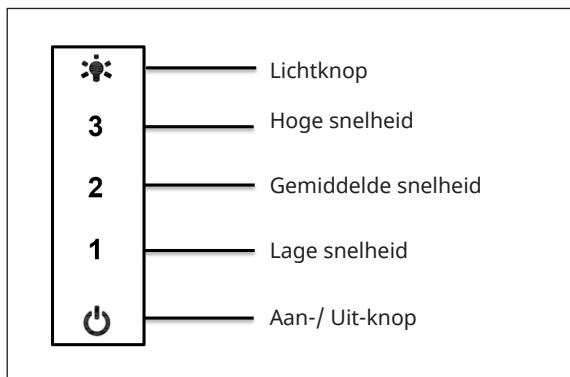 Lichtknop
3 Hoge snelheid
2 Gemiddelde snelheid
1 Lage snelheid
Aan-/ Uit-knop